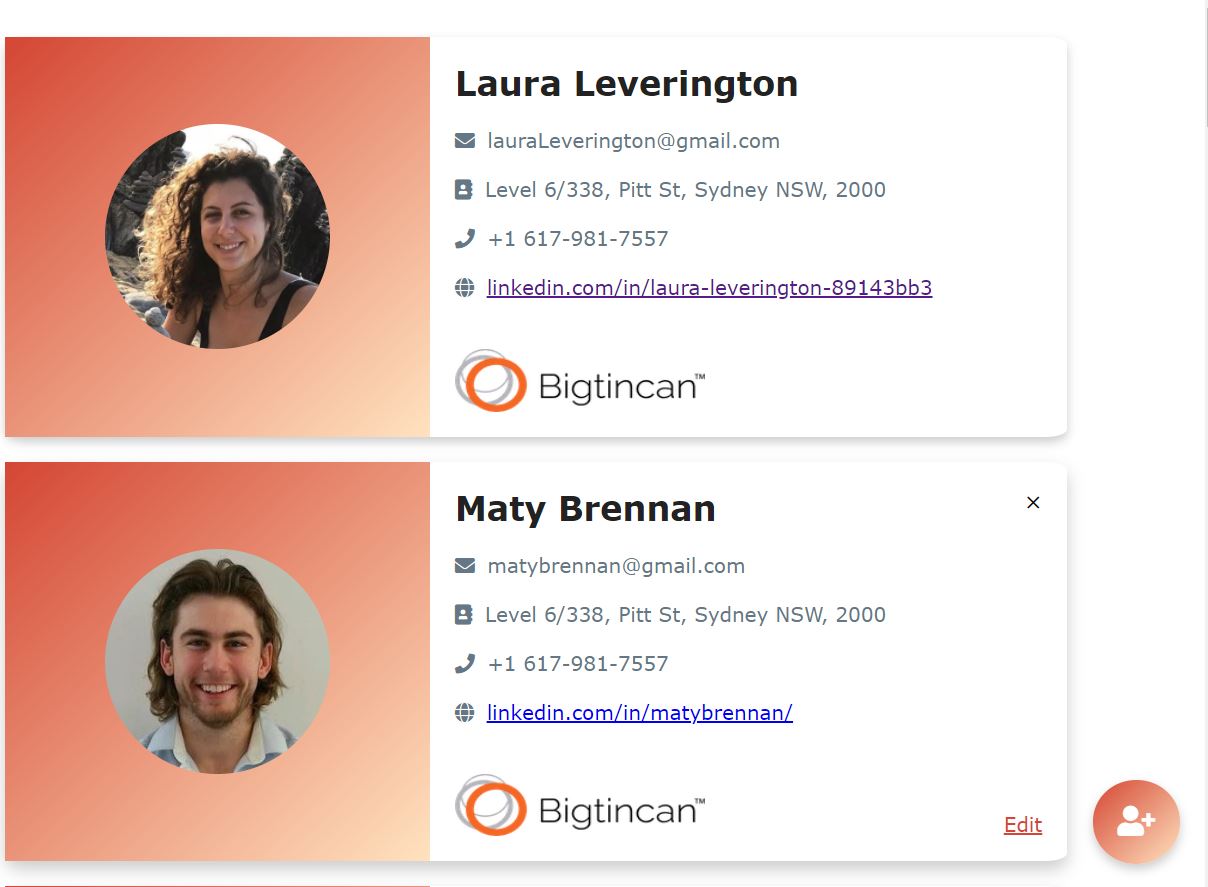 Laura Leverington
lauraLeverington@gmail.com
Level 6/338, Pitt St, Sydney NSW, 2000
+1 617-981-7557
linkedin.com/in/laura-leverington-89143bb3
Bigtincan™
Maty Brennan
matybrennan@gmail.com
Level 6/338, Pitt St, Sydney NSW, 2000
+1 617-981-7557
linkedin.com/in/matybrennan/
Bigtincan™
Edit